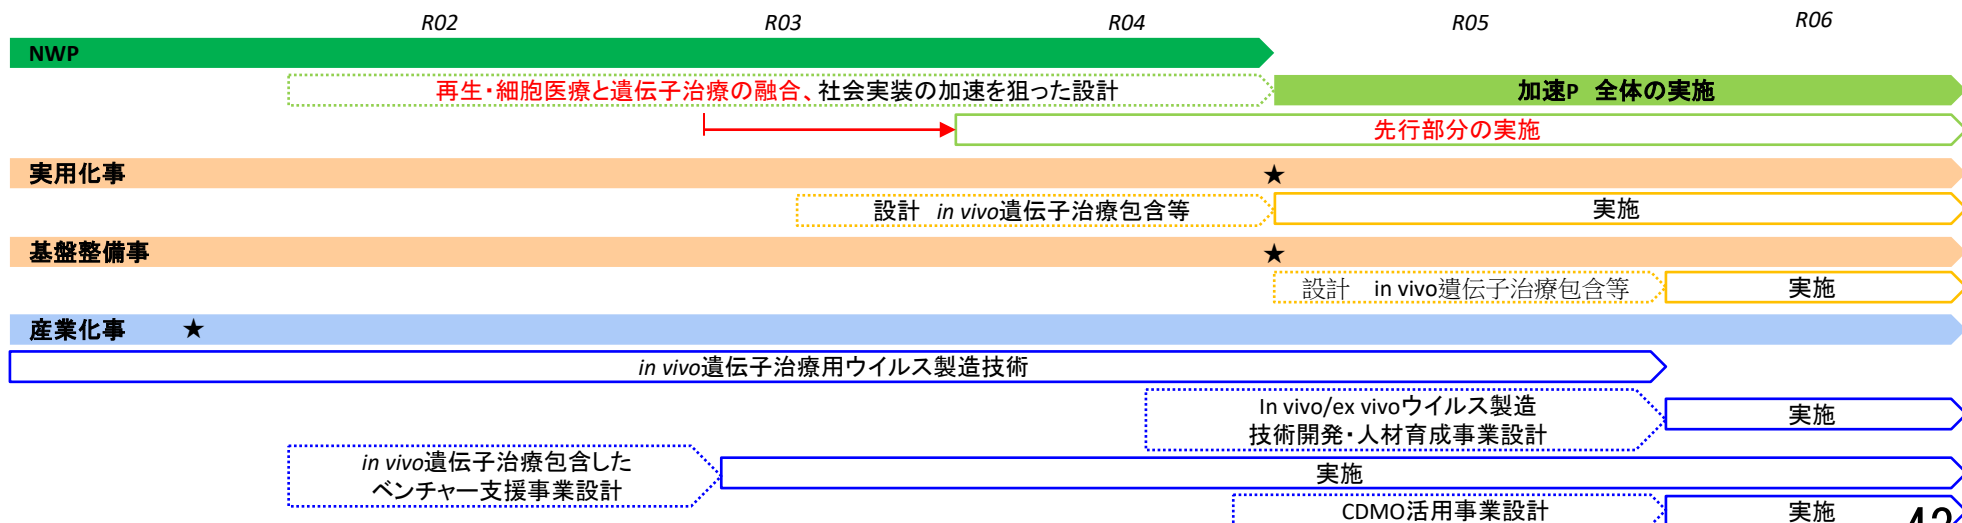 R02 R03 R04 R05 R06
NWP
再生・細胞医療と遺伝子治療の融合、社会実装の加速を狙った設計
加速P 全体の実施
先行部分の実施
実用化事
★
設計 in vivo遺伝子治療包含等
実施
基盤整備事
★
設計 in vivo遺伝子治療包含等
実施
産業化事 ★
in vivo遺伝子治療用ウイルス製造技術
In vivo/ex vivoウイルス製造
技術開発・人材育成事業設計
実施
in vivo遺伝子治療包含した
ベンチャー支援事業設計
実施
CDMO活用事業設計
実施